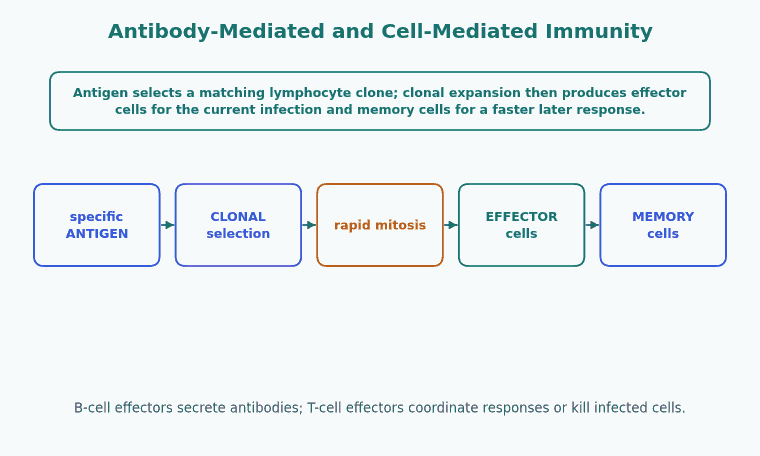 Antibody-Mediated and Cell-Mediated Immunity
Antigen selects a matching lymphocyte clone; clonal expansion then produces effector
cells for the current infection and memory cells for a faster later response.
specific
ANTIGEN
CLONAL
selection
rapid mitosis
EFFECTOR
cells
MEMORY
cells
B-cell effectors secrete antibodies; T-cell effectors coordinate responses or kill infected cells.